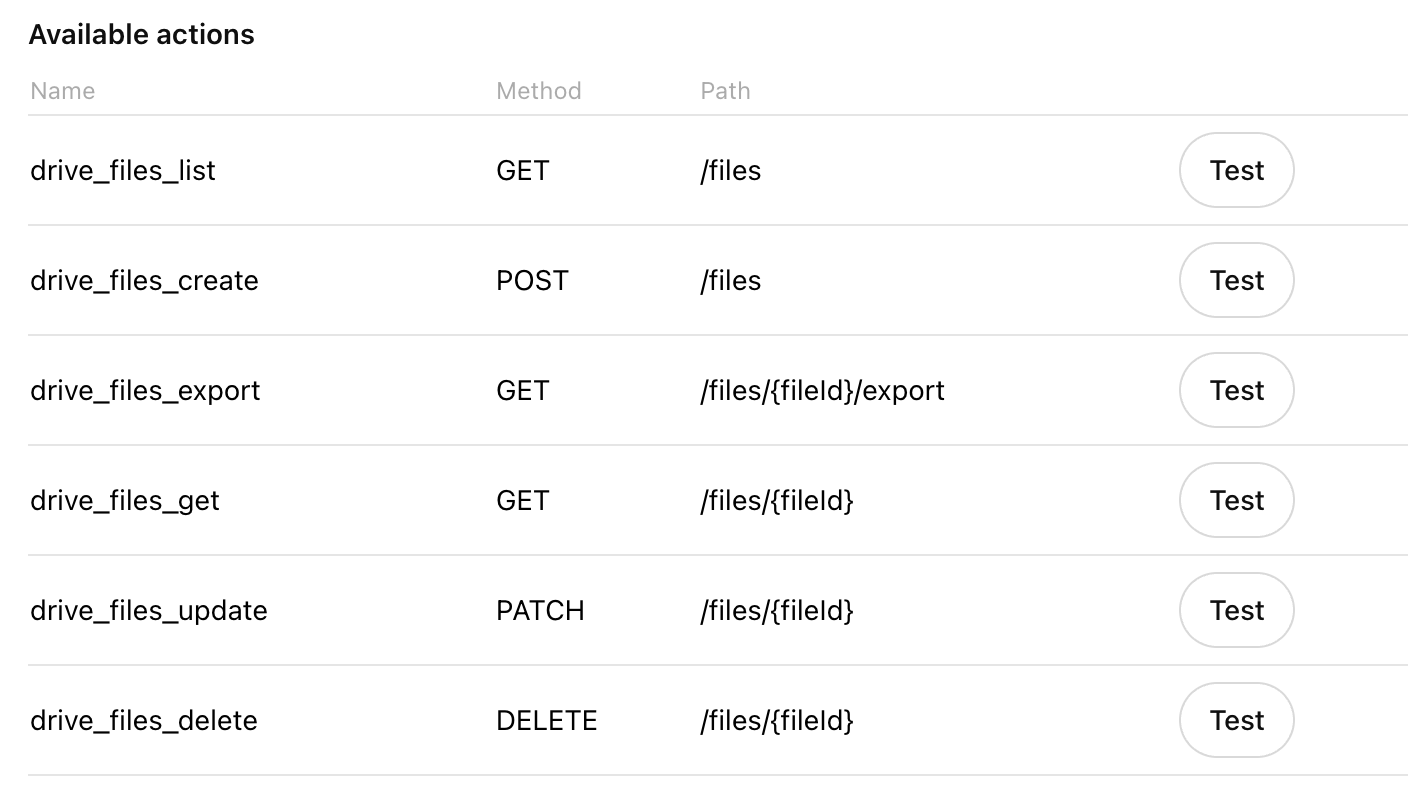 Available actions
Name Method Path
drive_files_list GET /files Test
drive_files_create POST /files Test
drive_files_export GET /files/{fileId}/export Test
drive_files_get GET /files/{fileId} Test
drive_files_update PATCH /files/{fileId} Test
drive_files_delete DELETE /files/{fileId} Test